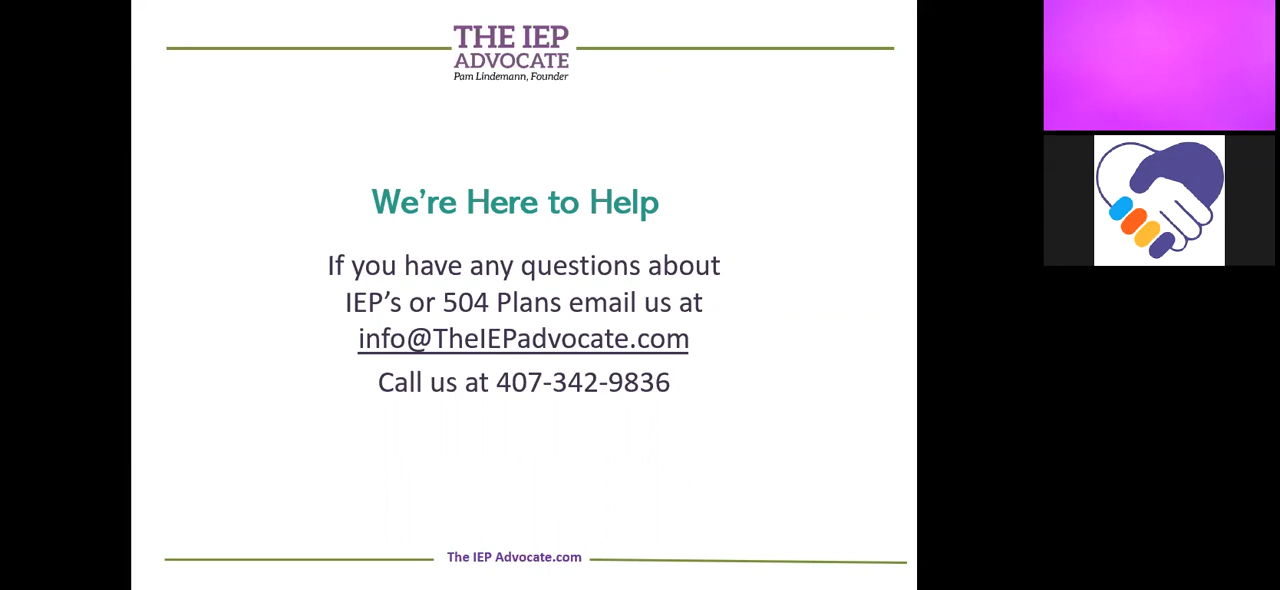 THE IEP
ADVOCATE
Pam Lindemann, Founder
We're Here to Help
If you have any questions about
IEP's or 504 Plans email us at
info@TheIEPadvocate.com
Call us at 407-342-9836
The IEP Advocate.com